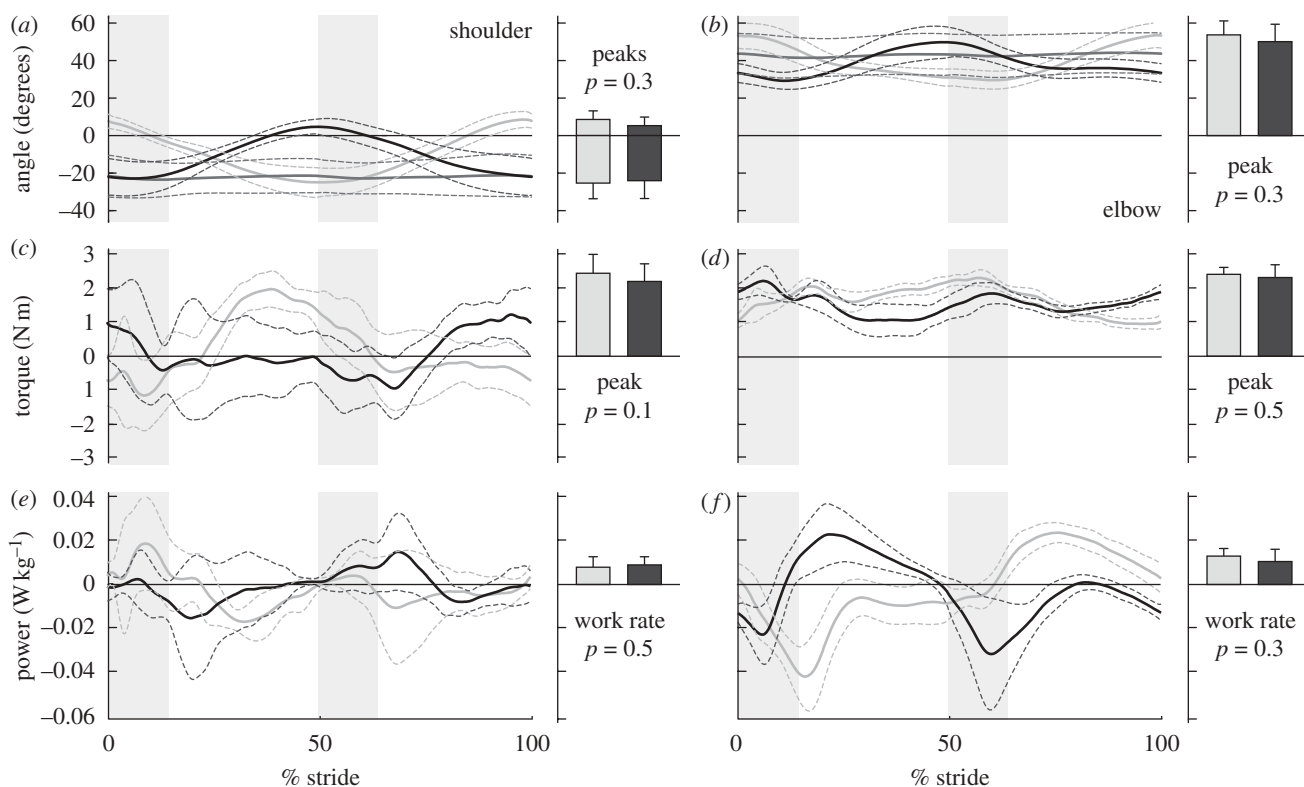 (a)
60
40
20
0
–20
–40
angle (degrees)
shoulder
peaks
p = 0.3
(b)
elbow
peak
p = 0.3
(c)
3
2
1
0
1
–2
–3
torque (N m)
peak
p = 0.1
(d)
peak
p = 0.5
(e)
0.04
0.02
0
–0.02
–0.04
–0.06
power (W kg–1)
work rate
p = 0.5
0
50
100
% stride
(f)
work rate
p = 0.3
0
50
100
% stride